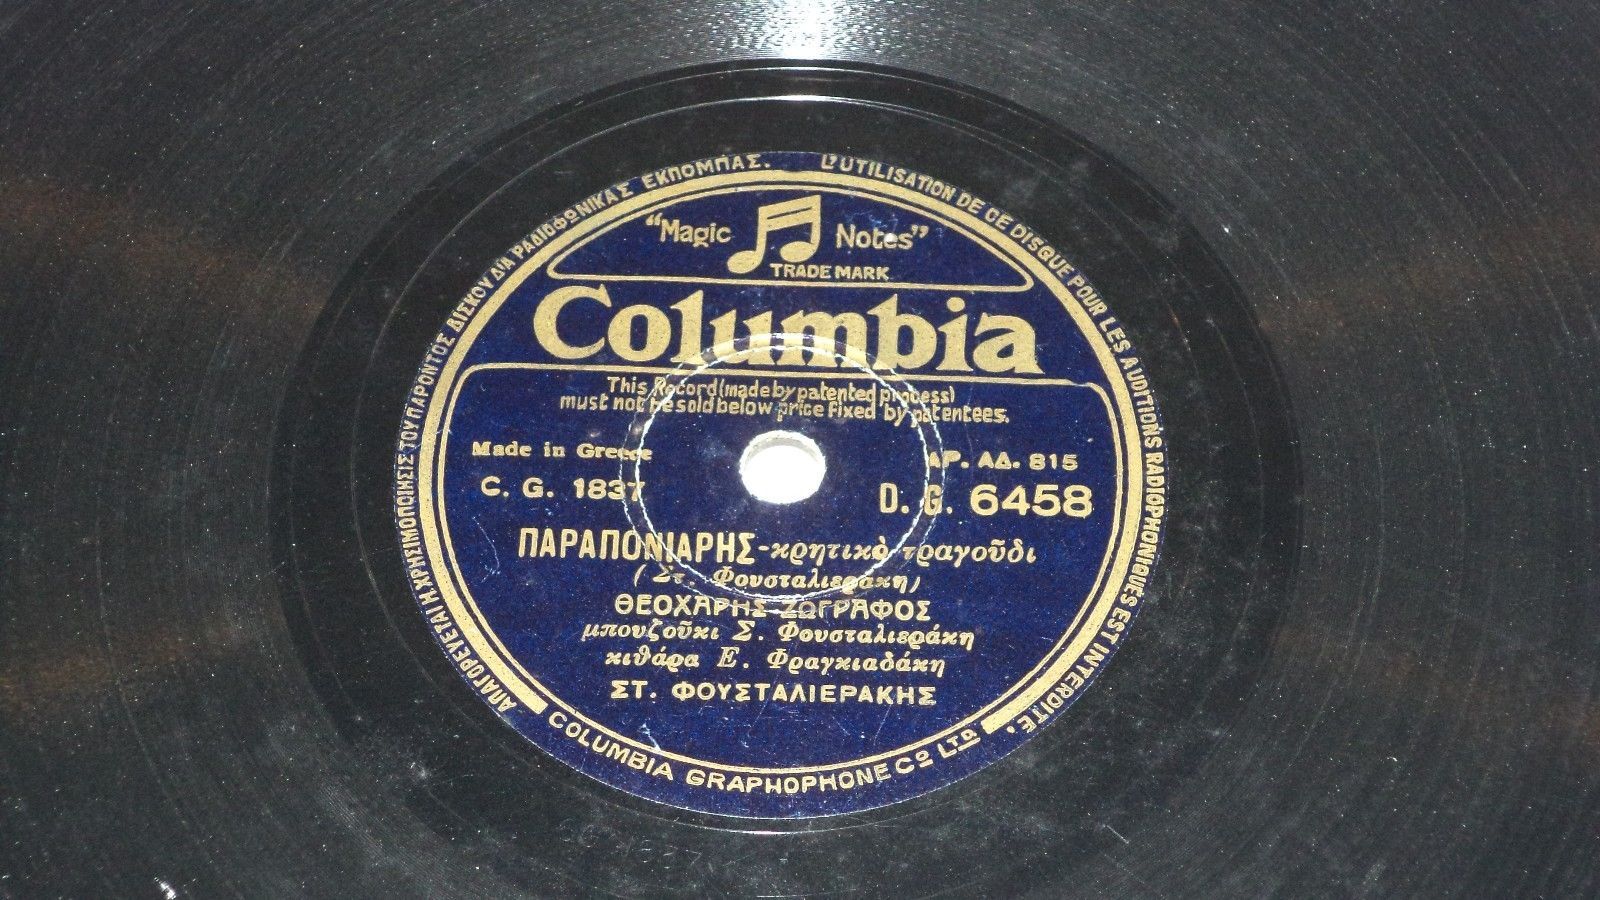 ΑΠΑΓΟΡΕΥΕΤΑΙ Η ΧΡΗΣΙΜΟΠΟΙΗΣΙΣ ΤΟΥ ΠΑΡΟΝΤΟΣ ΔΙΣΚΟΥ ΔΙΑ ΡΑΔΙΟΦΩΝΙΚΑΣ ΕΚΠΟΜΠΑΣ.
L'UTILISATION DE CE DISQUE POUR LES AUDITIONS RADIOPHONIQUES EST INTERDITE.
"Magic Notes"
TRADE MARK
Columbia
This Record (made by patented process)
must not be sold below price fixed by patentees.
Made in Greece ΑΡ. ΑΔ. 815
C. G. 1837 D. G. 6458
ΠΑΡΑΠΟΝΙΑΡΗΣ - κρητικὸ τραγοῦδι
(Στ. Φουσταλιεράκη)
ΘΕΟΧΑΡΗΣ ΖΩΓΡΑΦΟΣ
μπουζοῦκι Σ. Φουσταλιεράκη
κιθάρα Ε. Φραγκιαδάκη
ΣΤ. ΦΟΥΣΤΑΛΙΕΡΑΚΗΣ
COLUMBIA GRAPHOPHONE Co LTD